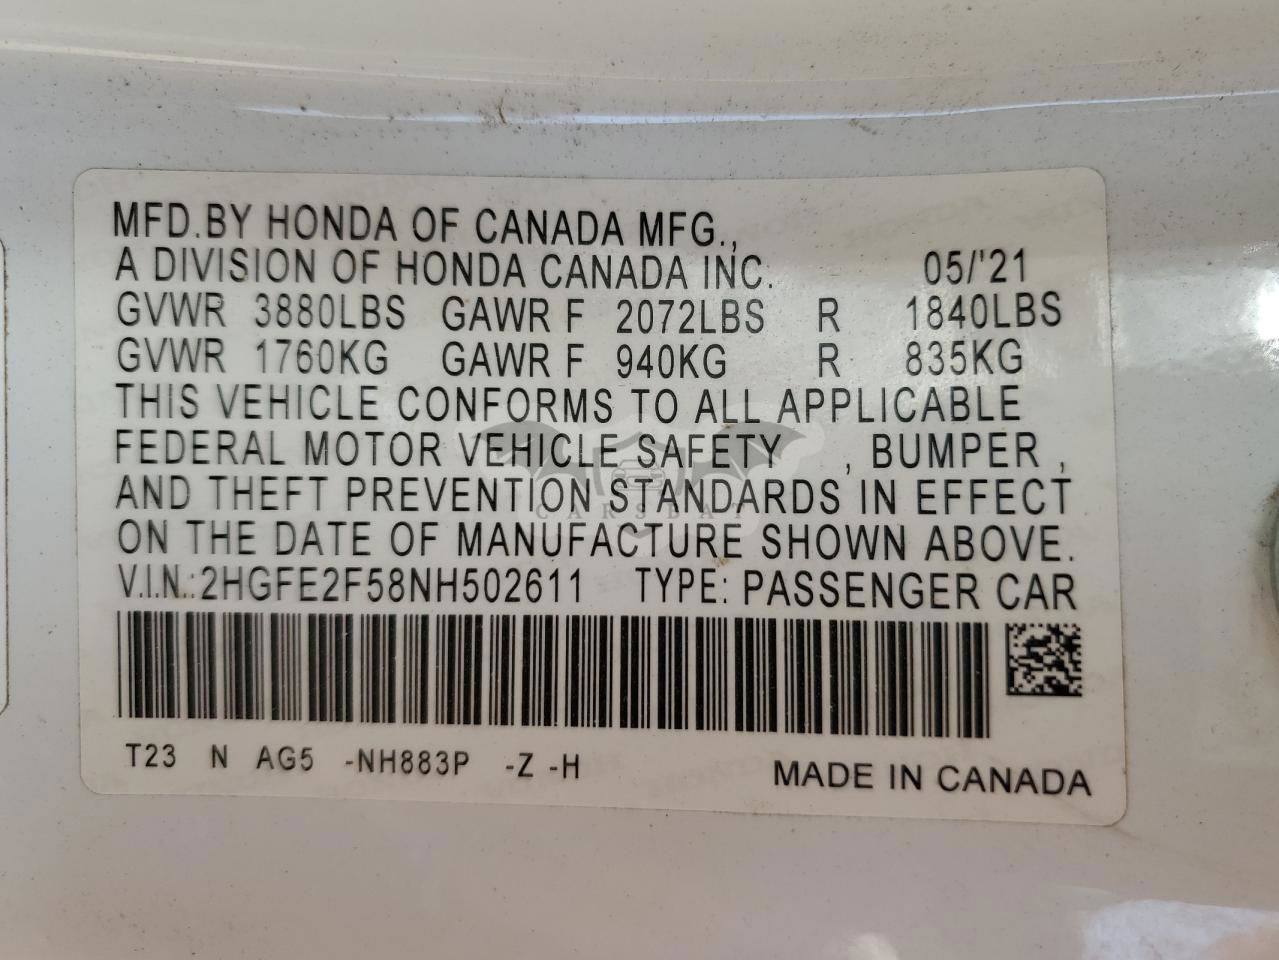 MFD.BY HONDA OF CANADA MFG.,
A DIVISION OF HONDA CANADA INC. 05/'21
GVWR 3880LBS GAWR F 2072LBS R 1840LBS
GVWR 1760KG GAWR F 940KG R 835KG
THIS VEHICLE CONFORMS TO ALL APPLICABLE
FEDERAL MOTOR VEHICLE SAFETY , BUMPER ,
AND THEFT PREVENTION STANDARDS IN EFFECT
CARSBAT
ON THE DATE OF MANUFACTURE SHOWN ABOVE.
V.I.N.:2HGFE2F58NH502611 TYPE: PASSENGER CAR
T23 N AG5 -NH883P -Z -H
MADE IN CANADA